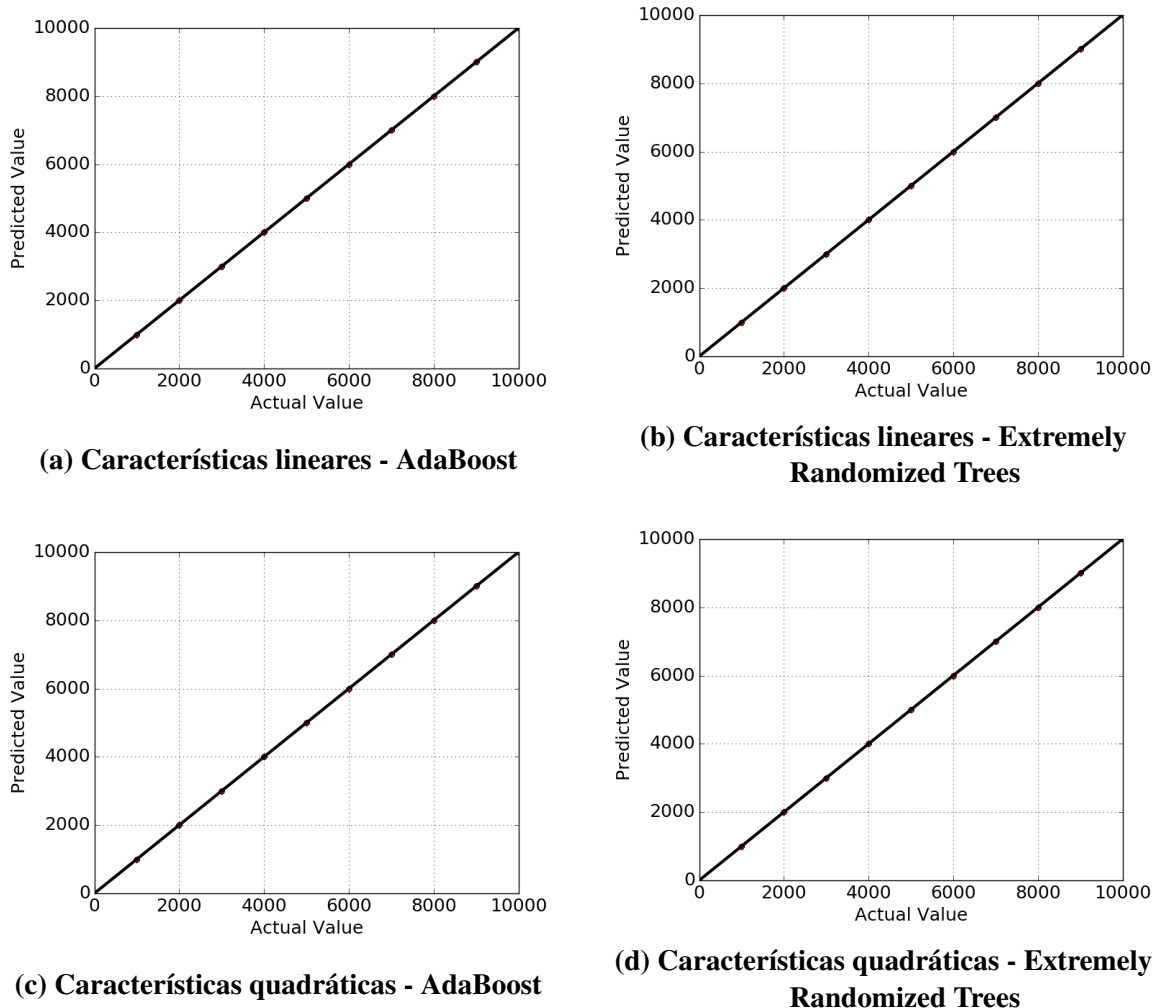 10000
8000
6000
4000
2000
0
Predicted Value
0 2000 4000 6000 8000 10000
Actual Value
(a) Características lineares - AdaBoost
10000
8000
6000
4000
2000
0
Predicted Value
0 2000 4000 6000 8000 10000
Actual Value
(b) Características lineares - Extremely
Randomized Trees
10000
8000
6000
4000
2000
0
Predicted Value
0 2000 4000 6000 8000 10000
Actual Value
(c) Características quadráticas - AdaBoost
10000
8000
6000
4000
2000
0
Predicted Value
0 2000 4000 6000 8000 10000
Actual Value
(d) Características quadráticas - Extremely
Randomized Trees